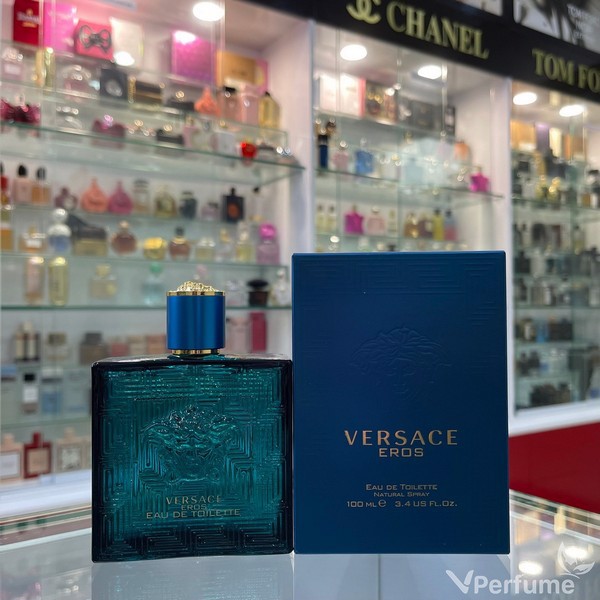 CHANEL
TOM FO
VERSACE
EROS
EAU DE TOILETTE
NATURAL SPRAY
100 ML e 3.4 US FL.OZ.
VERSACE
EROS
EAU DE TOILETTE
VPerfume